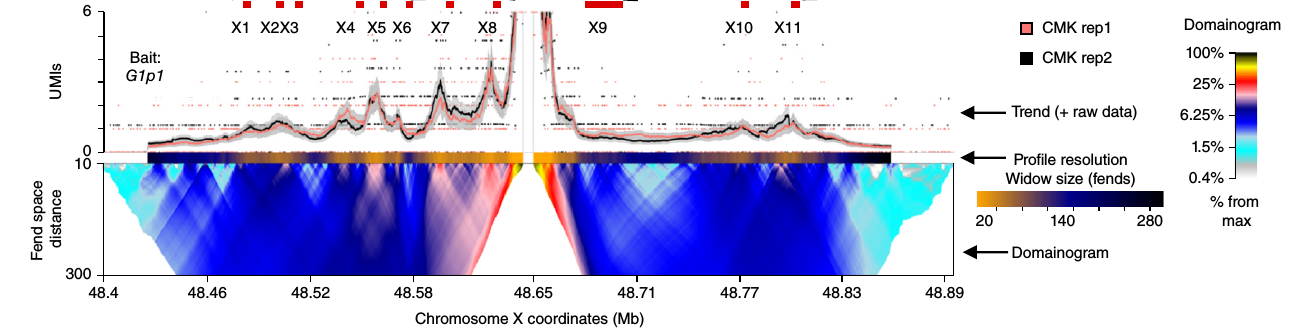 6
X1 X2X3 X4 X5 X6 X7 X8 X9 X10 X11
Bait:
G1p1
UMIs
0
10
Fend space
distance
300
48.4 48.46 48.52 48.58 48.65 48.71 48.77 48.83 48.89
Chromosome X coordinates (Mb)
CMK rep1
CMK rep2
Trend (+ raw data)
Profile resolution
Widow size (fends)
20 140 280
Domainogram
Domainogram
100%
25%
6.25%
1.5%
0.4%
% from
max